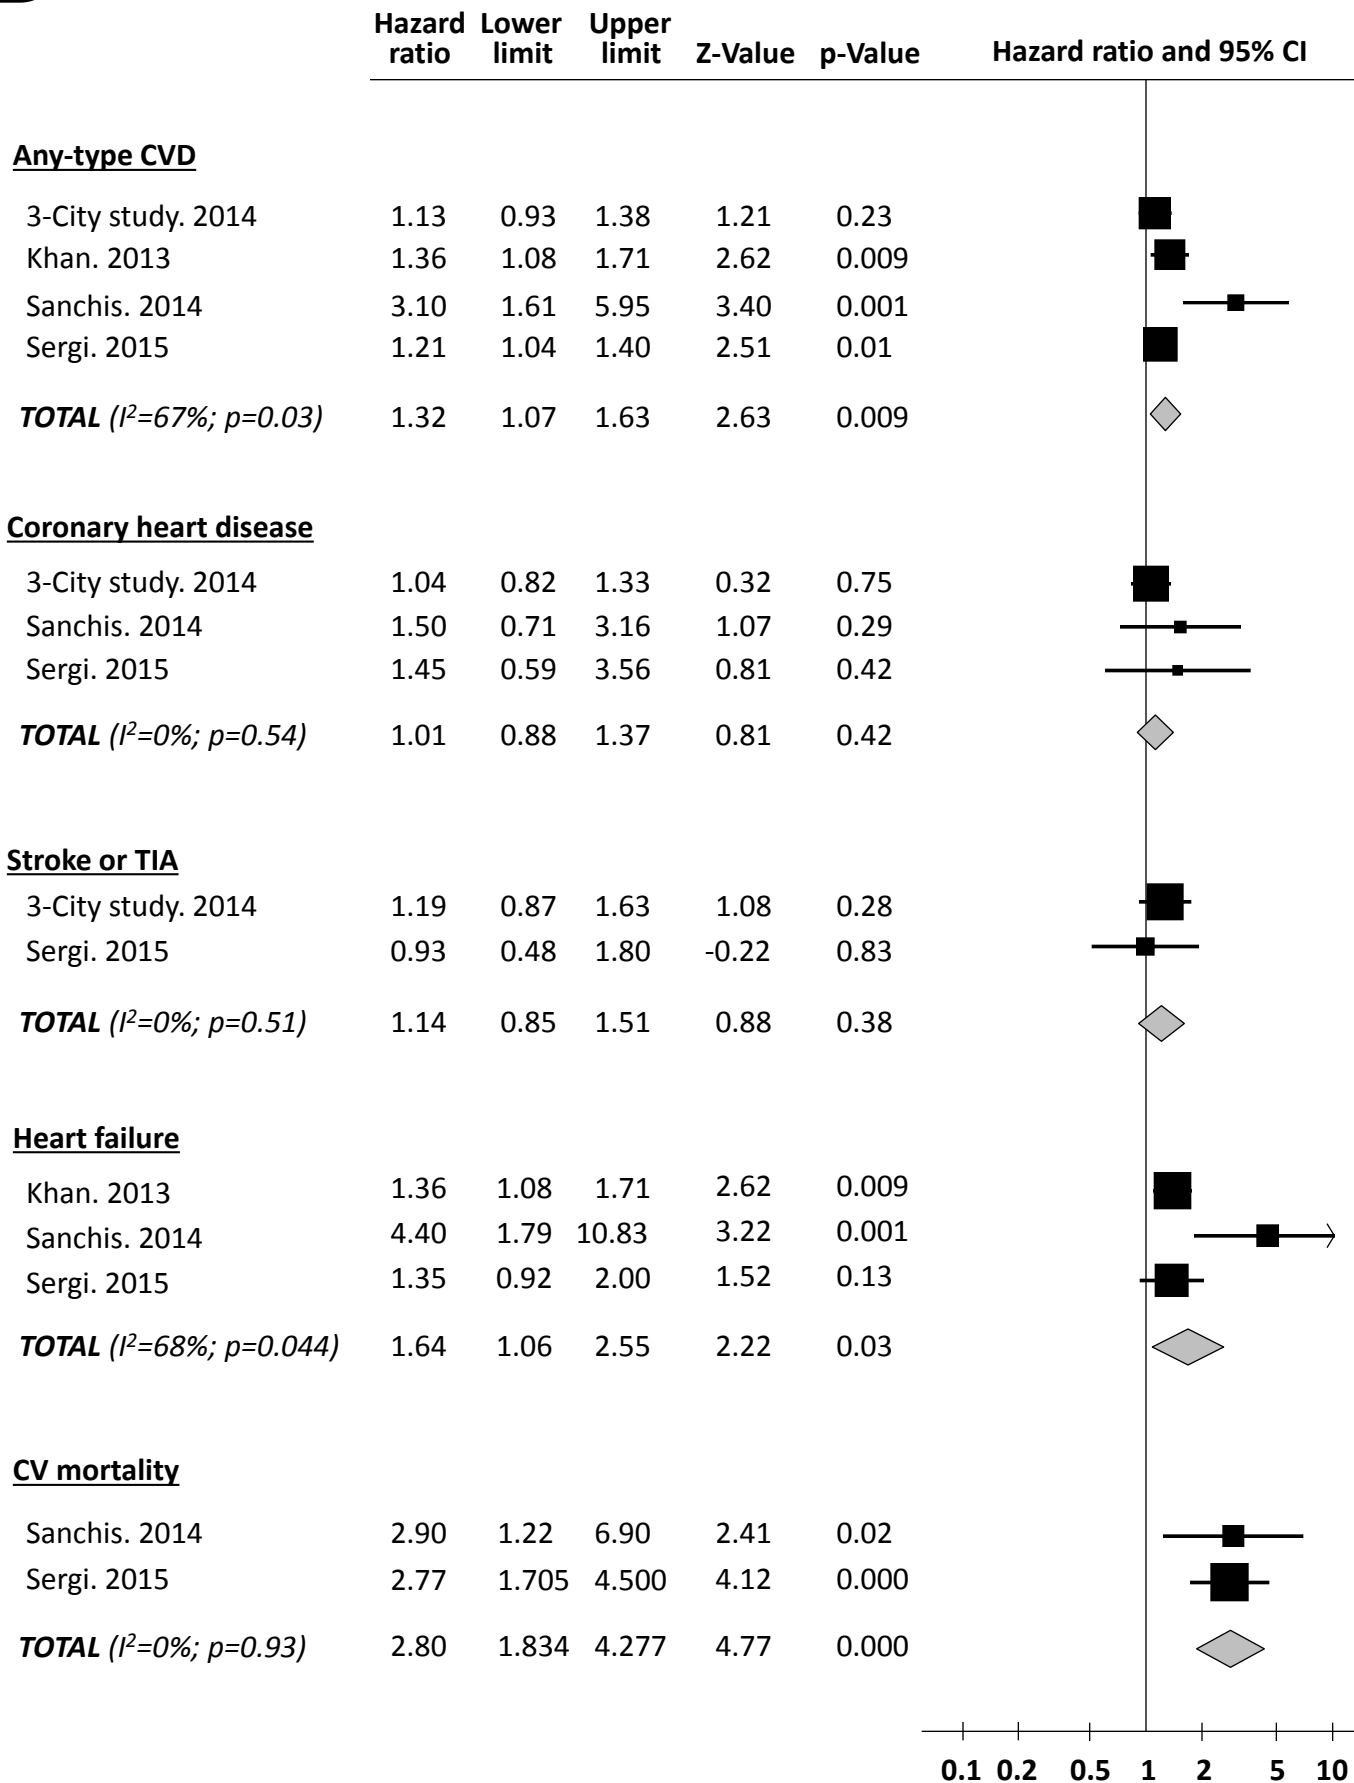 Hazard ratio Lower limit Upper limit Z-Value p-Value Hazard ratio and 95% CI
Any-type CVD
3-City study. 2014 1.13 0.93 1.38 1.21 0.23
Khan. 2013 1.36 1.08 1.71 2.62 0.009
Sanchis. 2014 3.10 1.61 5.95 3.40 0.001
Sergi. 2015 1.21 1.04 1.40 2.51 0.01
TOTAL (I²=67%; p=0.03) 1.32 1.07 1.63 2.63 0.009
Coronary heart disease
3-City study. 2014 1.04 0.82 1.33 0.32 0.75
Sanchis. 2014 1.50 0.71 3.16 1.07 0.29
Sergi. 2015 1.45 0.59 3.56 0.81 0.42
TOTAL (I²=0%; p=0.54) 1.01 0.88 1.37 0.81 0.42
Stroke or TIA
3-City study. 2014 1.19 0.87 1.63 1.08 0.28
Sergi. 2015 0.93 0.48 1.80 -0.22 0.83
TOTAL (I²=0%; p=0.51) 1.14 0.85 1.51 0.88 0.38
Heart failure
Khan. 2013 1.36 1.08 1.71 2.62 0.009
Sanchis. 2014 4.40 1.79 10.83 3.22 0.001
Sergi. 2015 1.35 0.92 2.00 1.52 0.13
TOTAL (I²=68%; p=0.044) 1.64 1.06 2.55 2.22 0.03
CV mortality
Sanchis. 2014 2.90 1.22 6.90 2.41 0.02
Sergi. 2015 2.77 1.705 4.500 4.12 0.000
TOTAL (I²=0%; p=0.93) 2.80 1.834 4.277 4.77 0.000
0.1 0.2 0.5 1 2 5 10